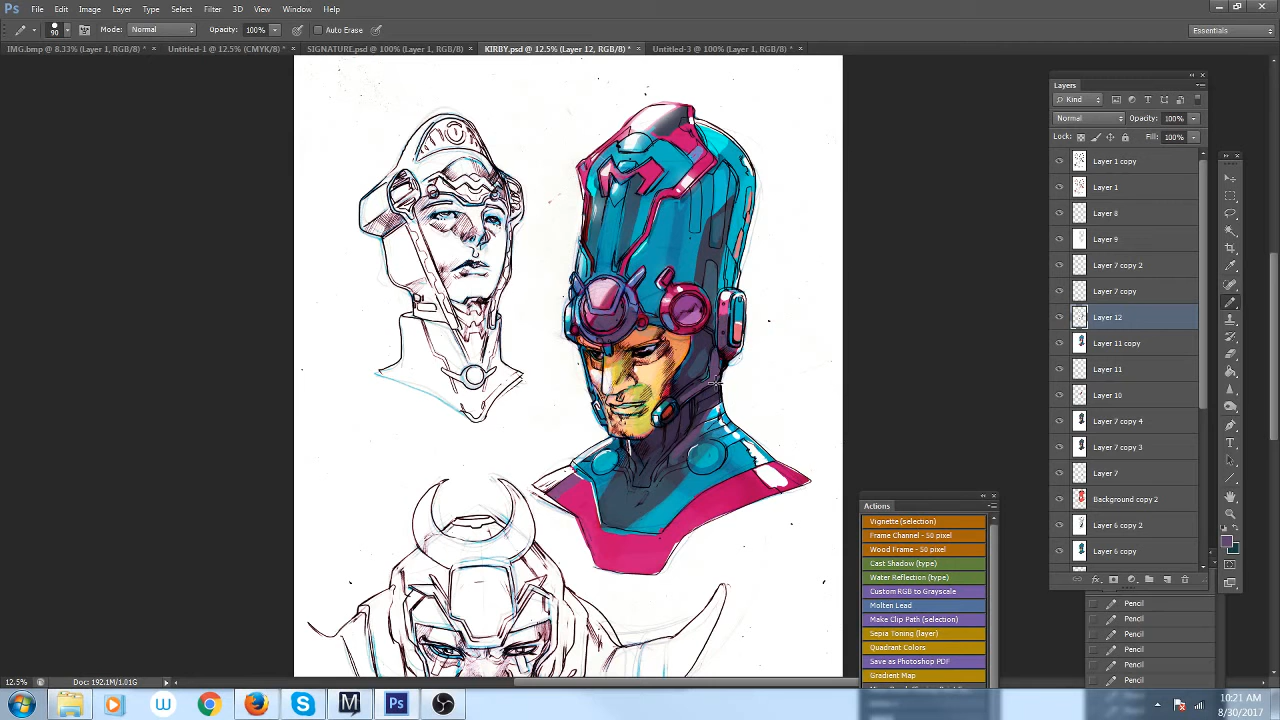 Ps File Edit Image Layer Type Select Filter 3D View Window Help
90 Mode: Normal Opacity: 100% Auto Erase Essentials
IMG.bmp @ 8.33% (Layer 1, RGB/8) * × Untitled-1 @ 12.5% (CMYK/8) * × SIGNATURE.psd @ 100% (Layer 1, RGB/8) × KIRBY.psd @ 12.5% (Layer 12, RGB/8) * × Untitled-3 @ 100% (Layer 1, RGB/8) * ×
Layers
Kind
Normal Opacity: 100%
Lock: Fill: 100%
Layer 1 copy
Layer 1
Layer 8
Layer 9
Layer 7 copy 2
Layer 7 copy
Layer 12
Layer 11 copy
Layer 11
Layer 10
Layer 7 copy 4
Layer 7 copy 3
Layer 7
Background copy 2
Layer 6 copy 2
Layer 6 copy
Actions
Vignette (selection)
Frame Channel - 50 pixel
Wood Frame - 50 pixel
Cast Shadow (type)
Water Reflection (type)
Custom RGB to Grayscale
Molten Lead
Make Clip Path (selection)
Sepia Toning (layer)
Quadrant Colors
Save as Photoshop PDF
Gradient Map
Pencil
Pencil
Pencil
Pencil
Pencil
Pencil
12.5% Doc: 192.1M/1.01G
W M Ps
10:21 AM
8/30/2017